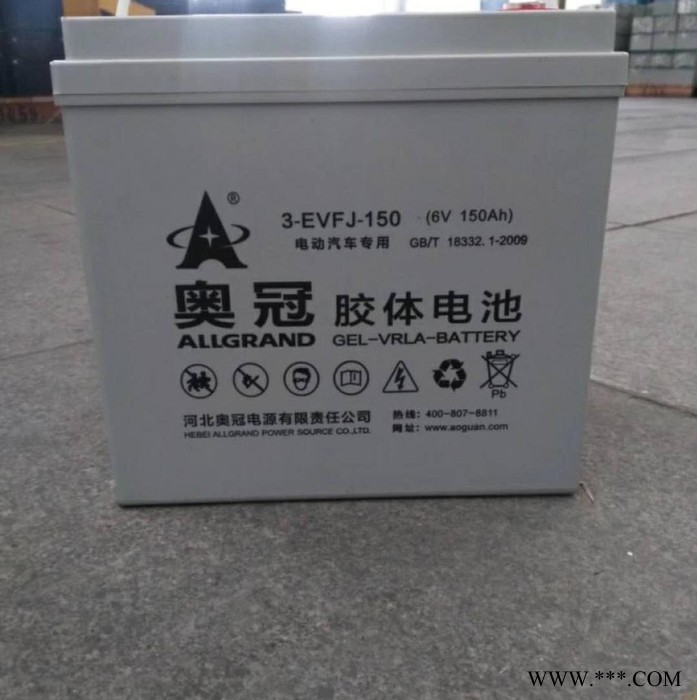 ®
3-EVFJ-150 (6V 150Ah)
电动汽车专用 GB/T 18332.1-2009
奥冠 胶体电池
ALLGRAND GEL-VRLA-BATTERY
Pb
河北奥冠电源有限责任公司 热线: 400-807-8811
HEBEI ALLGRAND POWER SOURCE CO.,LTD. 网址: www.aoguan.com
WWW.***.COM